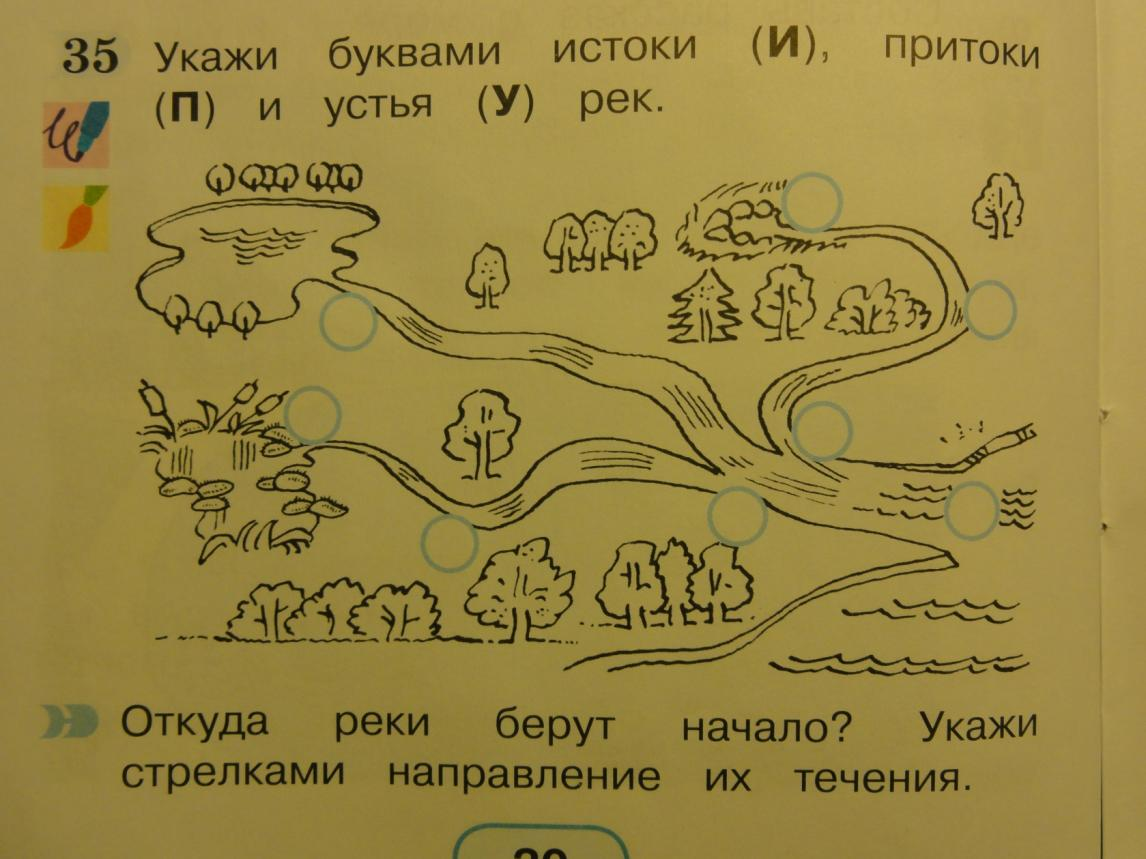 35 Укажи буквами истоки (И), притоки
(П) и устья (У) рек.
Откуда реки берут начало? Укажи
стрелками направление их течения.